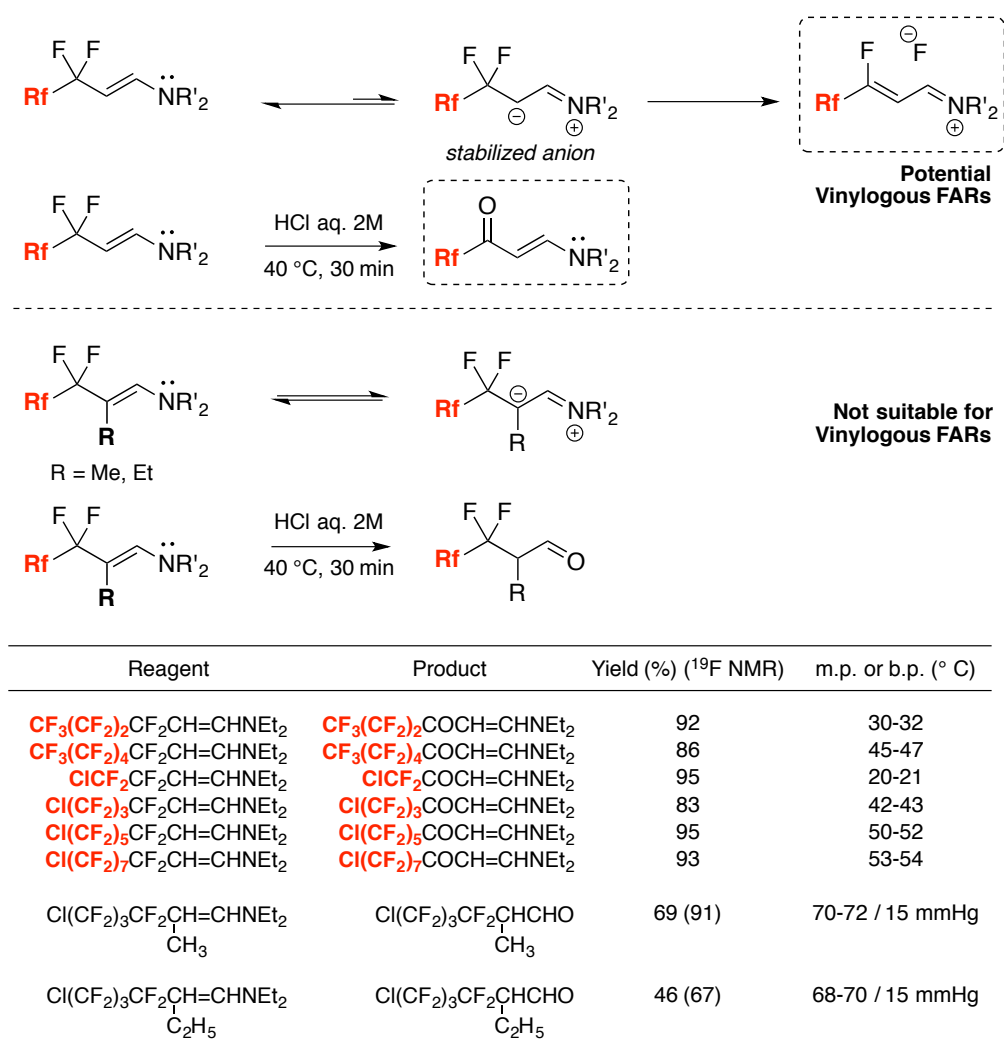 F F
Rf NR'2
F F
Rf ⊖ NR'2 ⊕
stabilized anion
F ⊖F
Rf NR'2 ⊕
Potential
Vinylogous FARs
F F
Rf NR'2
HCl aq. 2M
40 °C, 30 min
O
Rf NR'2
F F
Rf NR'2
R
R = Me, Et
F F
Rf ⊖ NR'2 ⊕
R
Not suitable for
Vinylogous FARs
F F
Rf NR'2
R
HCl aq. 2M
40 °C, 30 min
F F
Rf O
R
Reagent Product Yield (%) (19F NMR) m.p. or b.p. (° C)
CF3(CF2)2CF2CH=CHNEt2 CF3(CF2)2COCH=CHNEt2 92 30-32
CF3(CF2)4CF2CH=CHNEt2 CF3(CF2)4COCH=CHNEt2 86 45-47
ClCF2CF2CH=CHNEt2 ClCF2COCH=CHNEt2 95 20-21
Cl(CF2)3CF2CH=CHNEt2 Cl(CF2)3COCH=CHNEt2 83 42-43
Cl(CF2)5CF2CH=CHNEt2 Cl(CF2)5COCH=CHNEt2 95 50-52
Cl(CF2)7CF2CH=CHNEt2 Cl(CF2)7COCH=CHNEt2 93 53-54
Cl(CF2)3CF2CH=CHNEt2 Cl(CF2)3CF2CHCHO 69 (91) 70-72 / 15 mmHg
CH3 CH3
Cl(CF2)3CF2CH=CHNEt2 Cl(CF2)3CF2CHCHO 46 (67) 68-70 / 15 mmHg
C2H5 C2H5